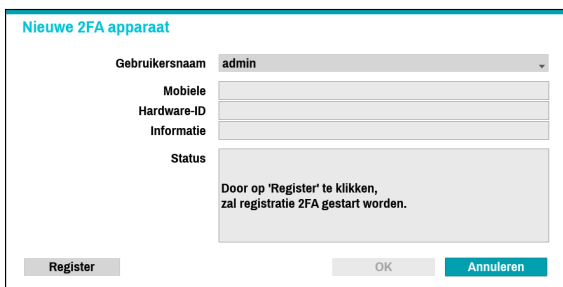 Nieuwe 2FA apparaat
Gebruikersnaam admin
Mobiele
Hardware-ID
Informatie
Status
Door op 'Register' te klikken,
zal registratie 2FA gestart worden.
Register OK Annuleren